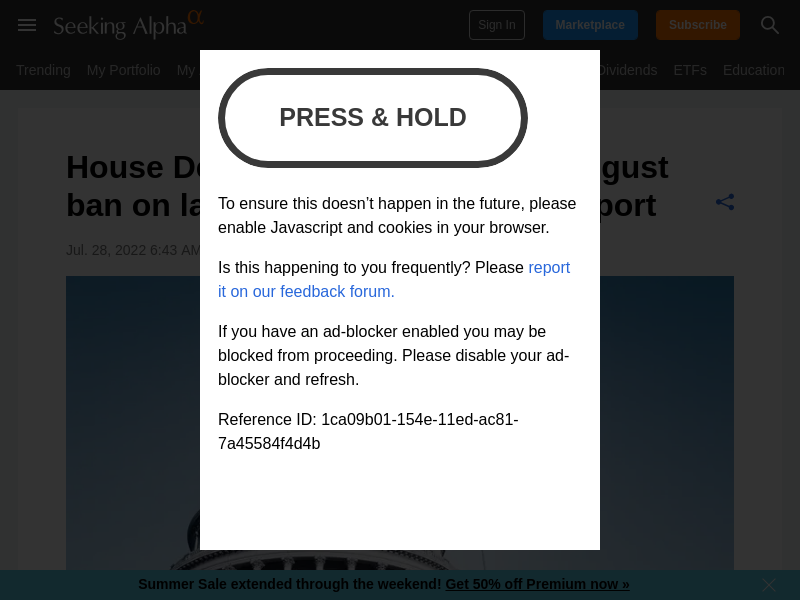 Seeking Alpha α
Sign In
Marketplace
Subscribe
Trending My Portfolio My Dividends ETFs Education
PRESS & HOLD
House De gust
ban on la port
Jul. 28, 2022 6:43 AM
To ensure this doesn’t happen in the future, please
enable Javascript and cookies in your browser.
Is this happening to you frequently? Please report
it on our feedback forum.
If you have an ad-blocker enabled you may be
blocked from proceeding. Please disable your ad-
blocker and refresh.
Reference ID: 1ca09b01-154e-11ed-ac81-
7a45584f4d4b
Summer Sale extended through the weekend! Get 50% off Premium now »